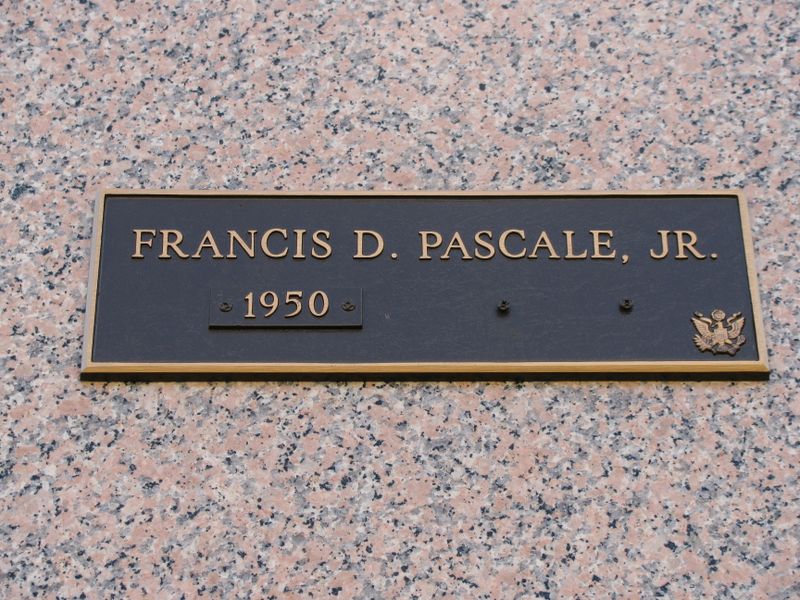 FRANCIS D. PASCALE, JR.
1950